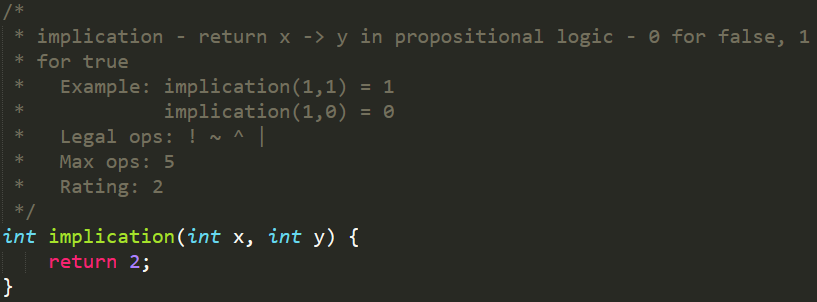 /*
 * implication - return x -> y in propositional logic - 0 for false, 1
 * for true
 *   Example: implication(1,1) = 1
 *            implication(1,0) = 0
 *   Legal ops: ! ~ ^ |
 *   Max ops: 5
 *   Rating: 2
 */
int implication(int x, int y) {
    return 2;
}